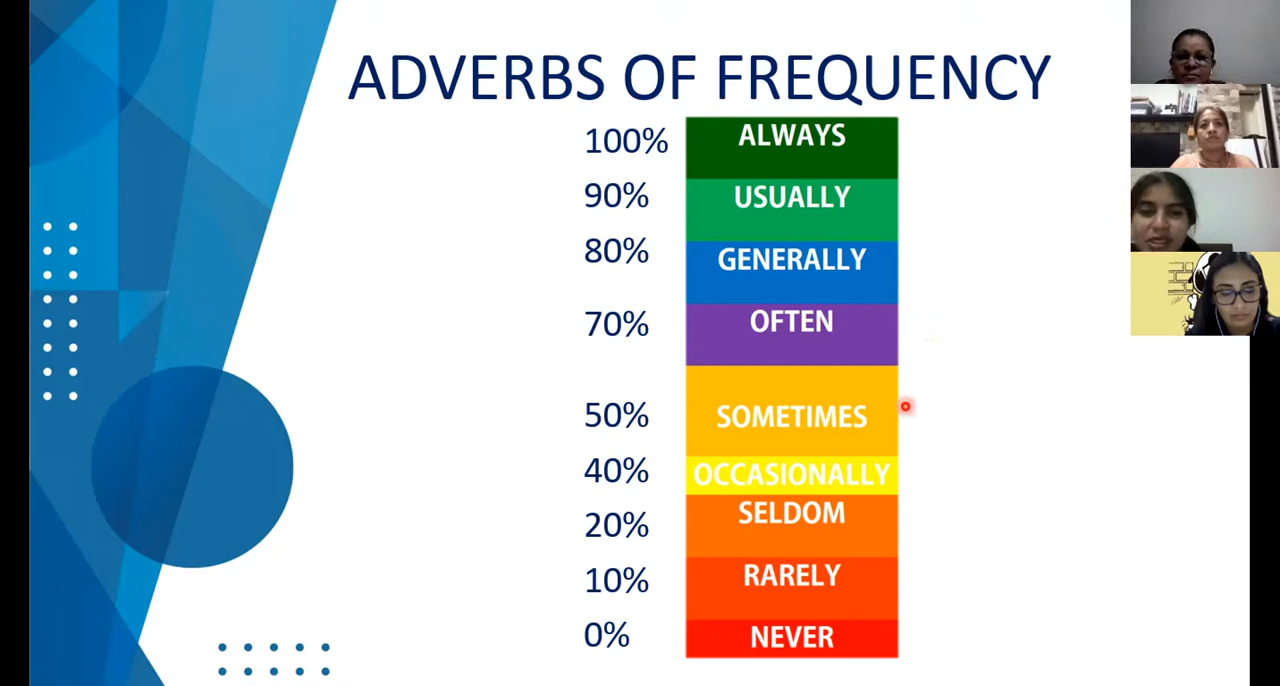 ADVERBS OF FREQUENCY
100% ALWAYS
90% USUALLY
80% GENERALLY
70% OFTEN
50% SOMETIMES
40% OCCASIONALLY
20% SELDOM
10% RARELY
0% NEVER